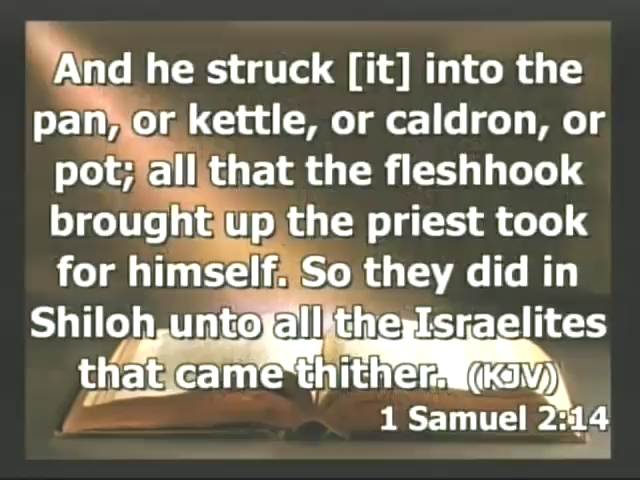 And he struck [it] into the
pan, or kettle, or caldron, or
pot; all that the fleshhook
brought up the priest took
for himself. So they did in
Shiloh unto all the Israelites
that came thither. (KJV)
1 Samuel 2:14